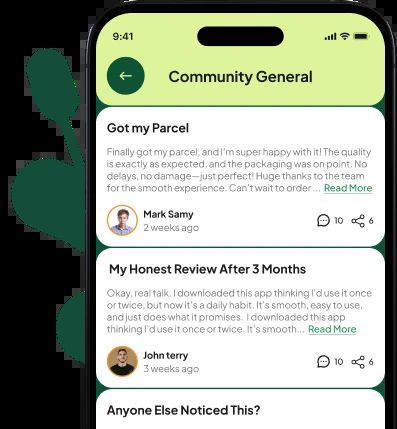 9:41
Community General
Got my Parcel
Finally got my parcel, and I'm super happy with it! The quality
is exactly as expected, and the packaging was on point. No
delays, no damage—just perfect! Huge thanks to the team
for the smooth experience. Can't wait to order ... Read More
Mark Samy
2 weeks ago
10
6
My Honest Review After 3 Months
Okay, real talk. I downloaded this app thinking I'd use it once
or twice, but now it's a daily habit. It's smooth, easy to use,
and just does what it promises. I downloaded this app
thinking I'd use it once or twice. It's smooth... Read More
John terry
3 weeks ago
10
6
Anyone Else Noticed This?